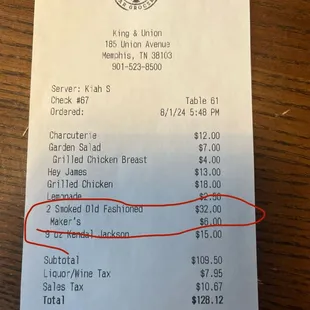 King & Union
185 Union Avenue
Memphis, TN 38103
901-523-8500
Server: Kiah S
Check #67 Table 61
Ordered: 8/1/24 5:48 PM
Charcuterie $12.00
Garden Salad $7.00
Grilled Chicken Breast $4.00
Hey James $13.00
Grilled Chicken $18.00
Lemonade $2.50
2 Smoked Old Fashioned $32.00
Maker's $6.00
9 oz Kendal Jackson $15.00
Subtotal $109.50
Liquor/Wine Tax $7.95
Sales Tax $10.67
Total $128.12